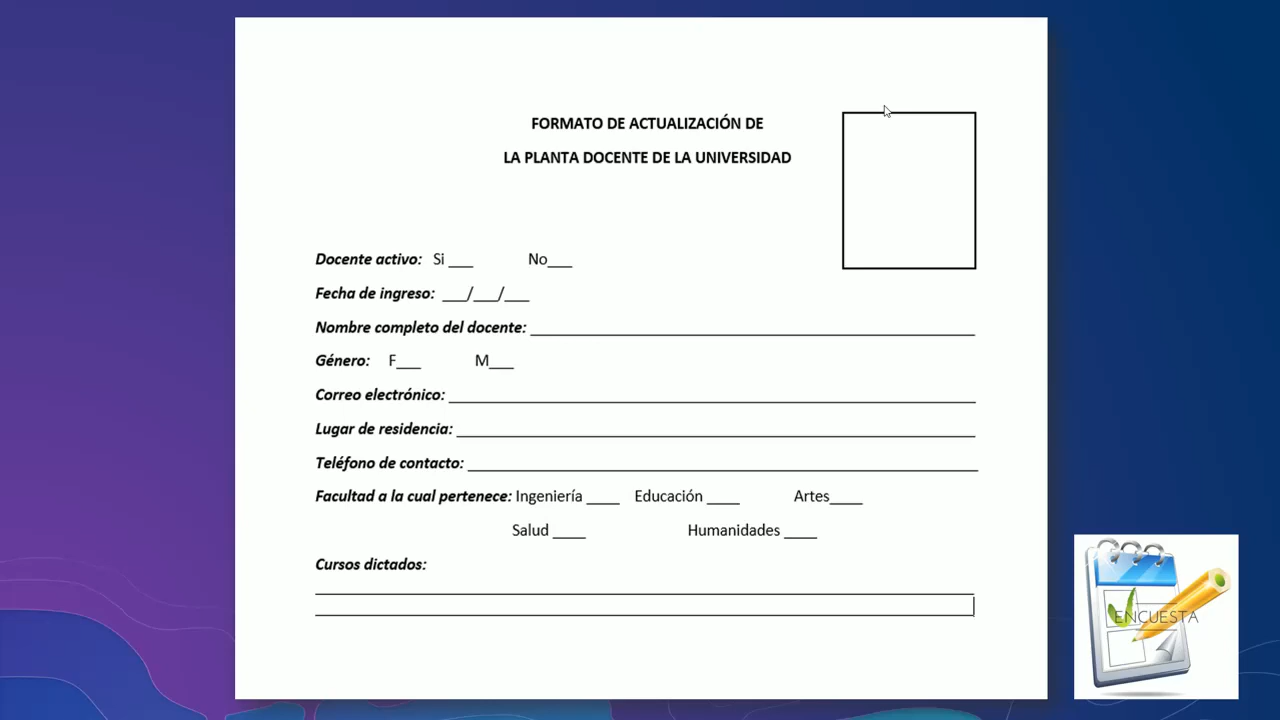 FORMATO DE ACTUALIZACIÓN DE
LA PLANTA DOCENTE DE LA UNIVERSIDAD
Docente activo: Si ___ No___
Fecha de ingreso: ___/___/___
Nombre completo del docente: ___
Género: F___ M___
Correo electrónico: ___
Lugar de residencia: ___
Teléfono de contacto: ___
Facultad a la cual pertenece: Ingeniería ____ Educación ____ Artes____
Salud ____ Humanidades ____
Cursos dictados:
ENCUESTA